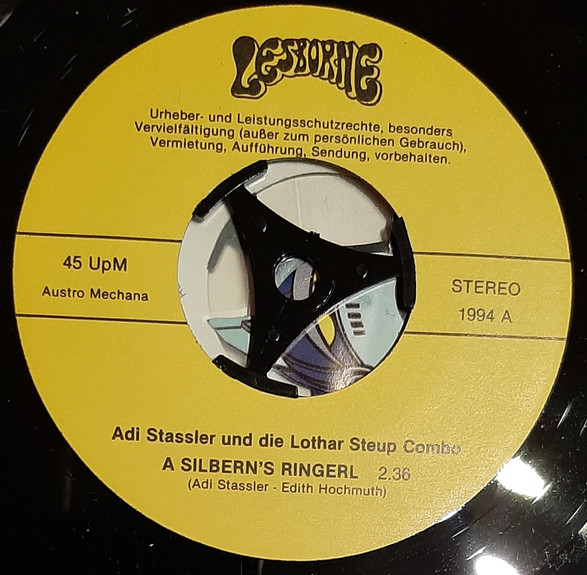 LESBORNE
Urheber- und Leistungsschutzrechte, besonders
Vervielfältigung (außer zum persönlichen Gebrauch),
Vermietung, Aufführung, Sendung, vorbehalten.
45 UpM
Austro Mechana
STEREO
1994 A
Adi Stassler und die Lothar Steup Combo
A SILBERN'S RINGERL 2.36
(Adi Stassler - Edith Hochmuth)